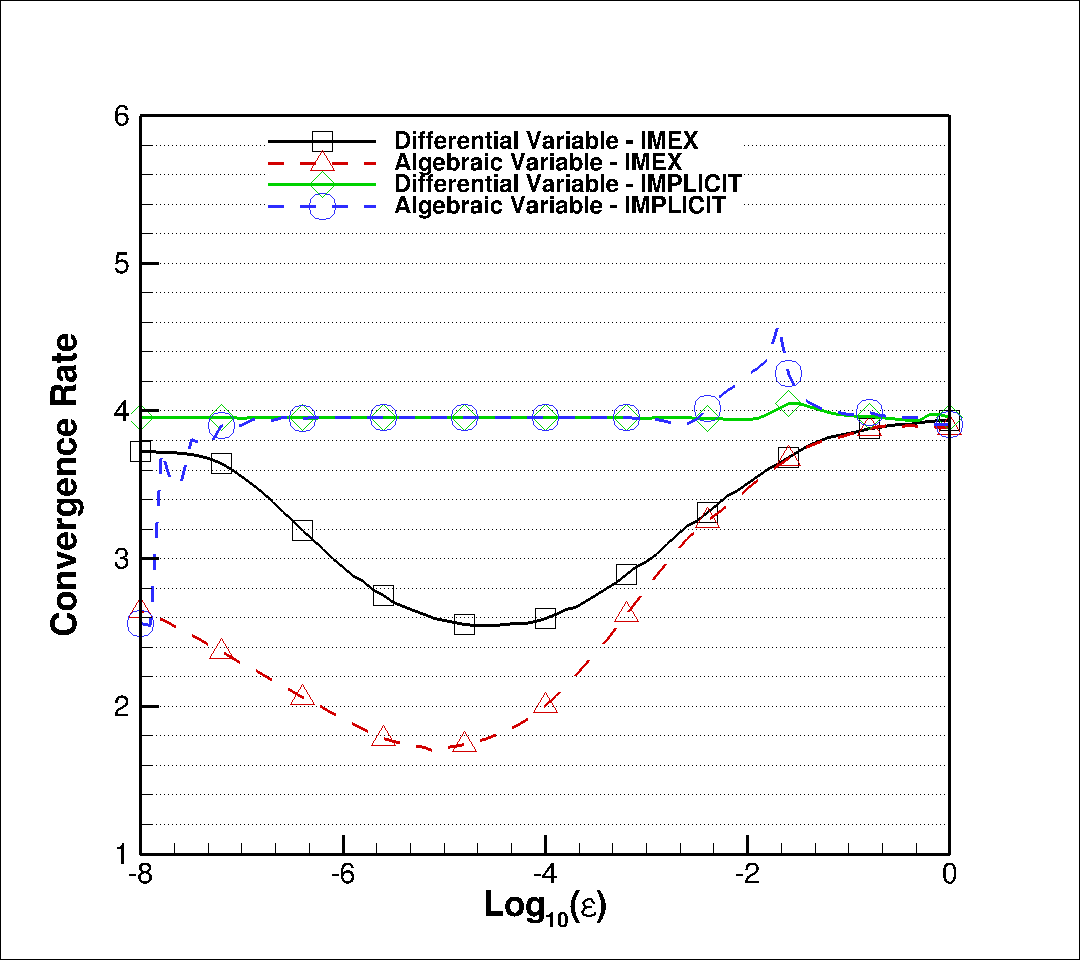 6
Differential Variable - IMEX
Algebraic Variable - IMEX
Differential Variable - IMPLICIT
Algebraic Variable - IMPLICIT
5
4
3
2
1
Convergence Rate
-8 -6 -4 -2 0
Log₁₀(ε)